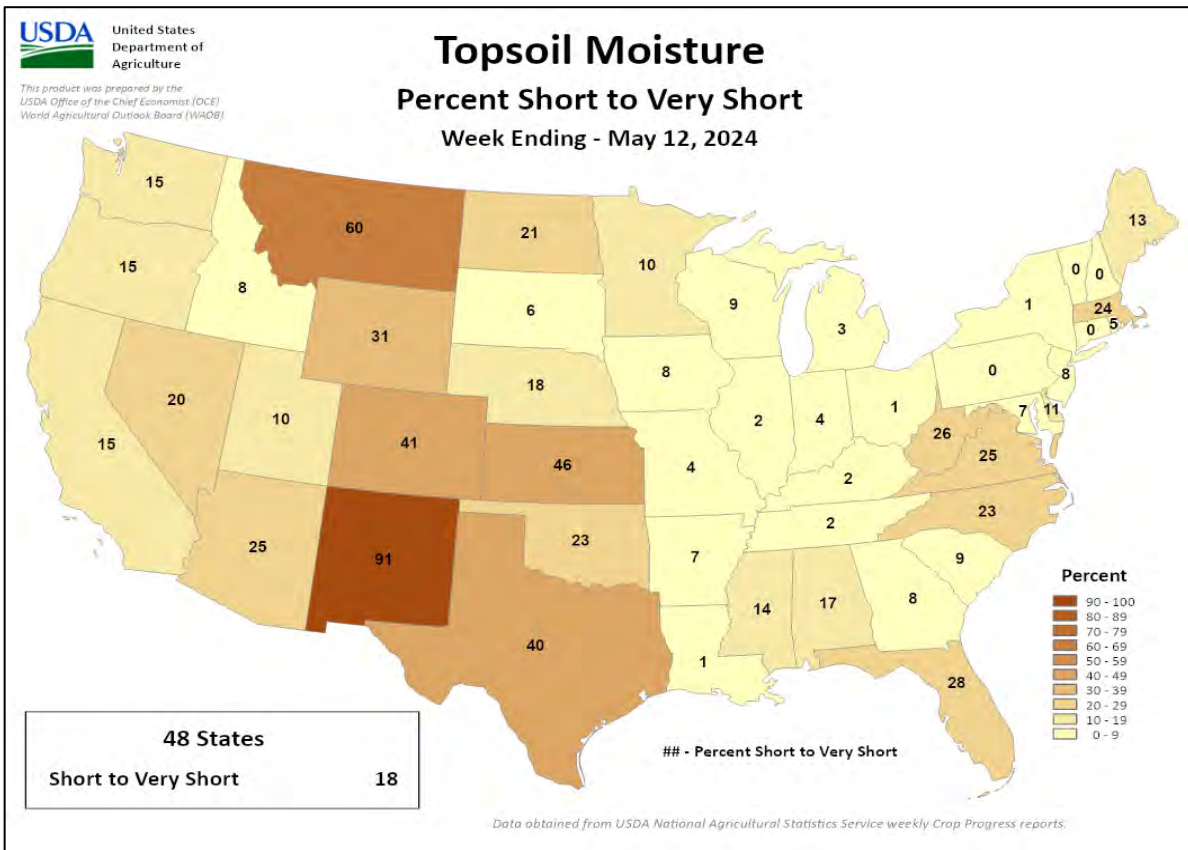 USDA
United States
Department of
Agriculture
This product was prepared by the
USDA Office of the Chief Economist (OCE)
World Agricultural Outlook Board (WAOB)
Topsoil Moisture
Percent Short to Very Short
Week Ending - May 12, 2024
15
60
21
10
13
15
8
6
9
3
1
0
0
24
0
5
31
8
0
8
20
10
18
2
4
1
7
11
15
41
46
4
26
25
2
25
91
23
7
2
23
9
14
17
8
40
1
28
Percent
90 - 100
80 - 89
70 - 79
60 - 69
50 - 59
40 - 49
30 - 39
20 - 29
10 - 19
0 - 9
48 States
Short to Very Short 18
## - Percent Short to Very Short
Data obtained from USDA National Agricultural Statistics Service weekly Crop Progress reports.